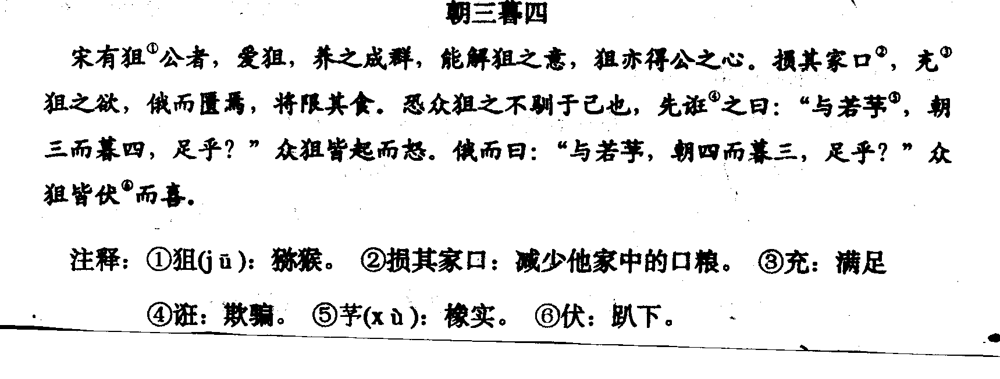 朝三暮四
宋有狙①公者，爱狙，养之成群，能解狙之意，狙亦得公之心。损其家口②，充③
狙之欲，俄而匮焉，将限其食。恐众狙之不驯于己也，先诳④之曰：“与若芧⑤，朝
三而暮四，足乎？”众狙皆起而怒。俄而曰：“与若芧，朝四而暮三，足乎？”众
狙皆伏⑥而喜。
注释：①狙(jū)：猕猴。 ②损其家口：减少他家中的口粮。 ③充：满足
④诳：欺骗。 ⑤芧(xù)：橡实。 ⑥伏：趴下。